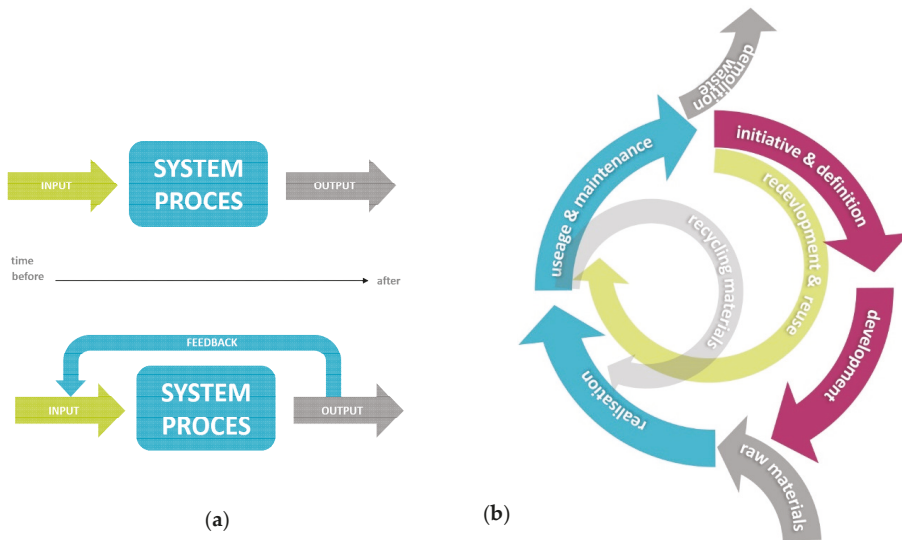 INPUT
SYSTEM
PROCES
OUTPUT
time
before
after
FEEDBACK
INPUT
SYSTEM
PROCES
OUTPUT
(a)
demolition
waste
initiative & definition
redevlopment & reuse
development
raw materials
realisation
useage & maintenance
recycling materials
(b)